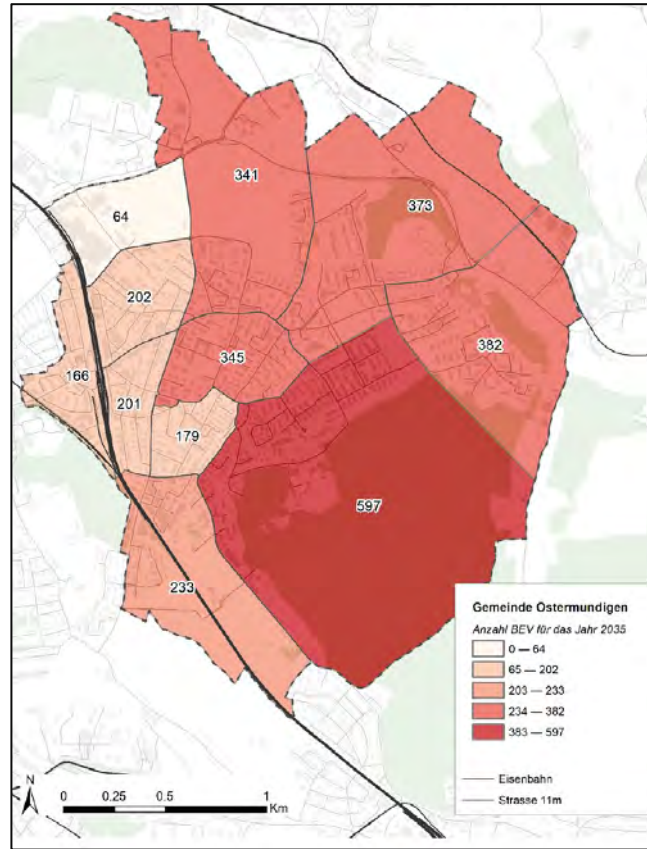 341
64
373
202
345
382
166
201
179
597
233
Gemeinde Ostermundigen
Anzahl BEV für das Jahr 2035
0 — 64
65 — 202
203 — 233
234 — 382
383 — 597
Eisenbahn
Strasse 11m
N
0 0.25 0.5 1
Km